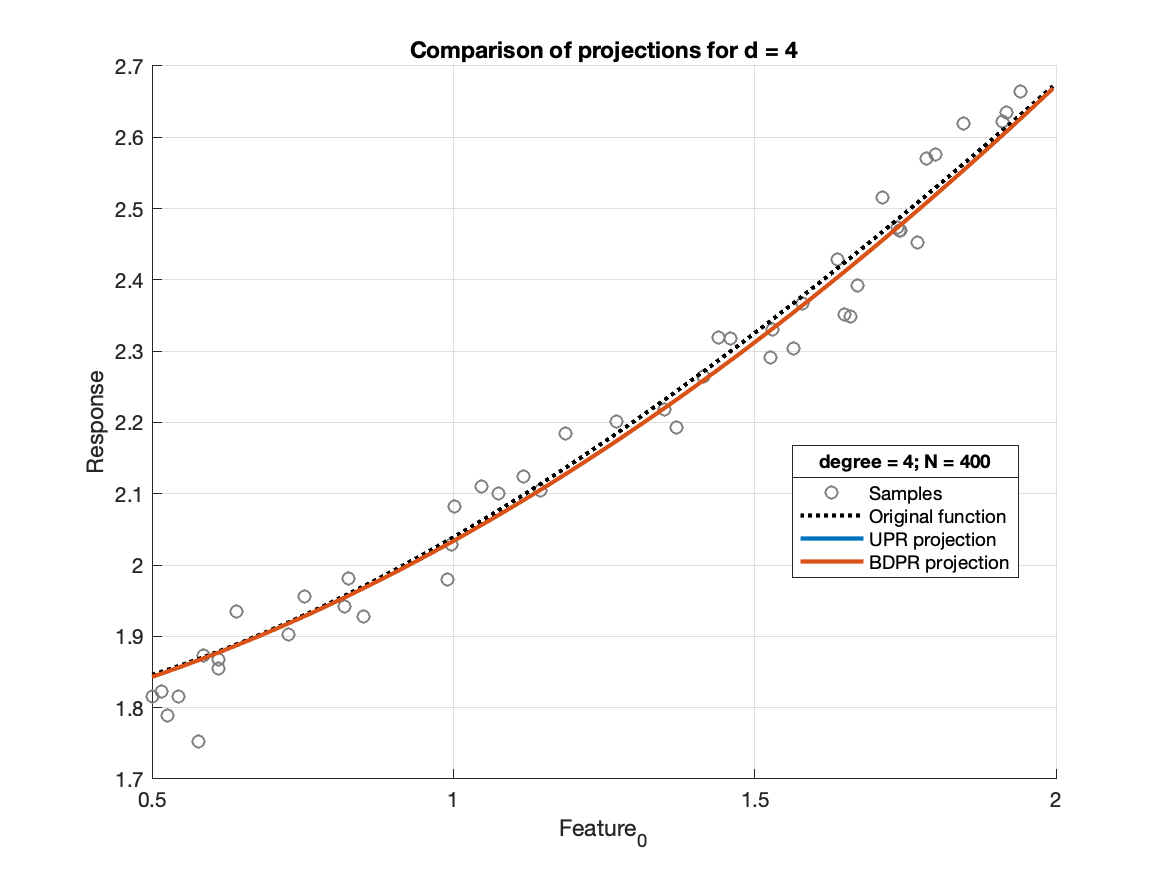 Comparison of projections for d = 4
2.7
2.6
2.5
2.4
2.3
2.2
2.1
2
1.9
1.8
1.7
Response
degree = 4; N = 400
Samples
Original function
UPR projection
BDPR projection
0.5
1
1.5
2
Feature0